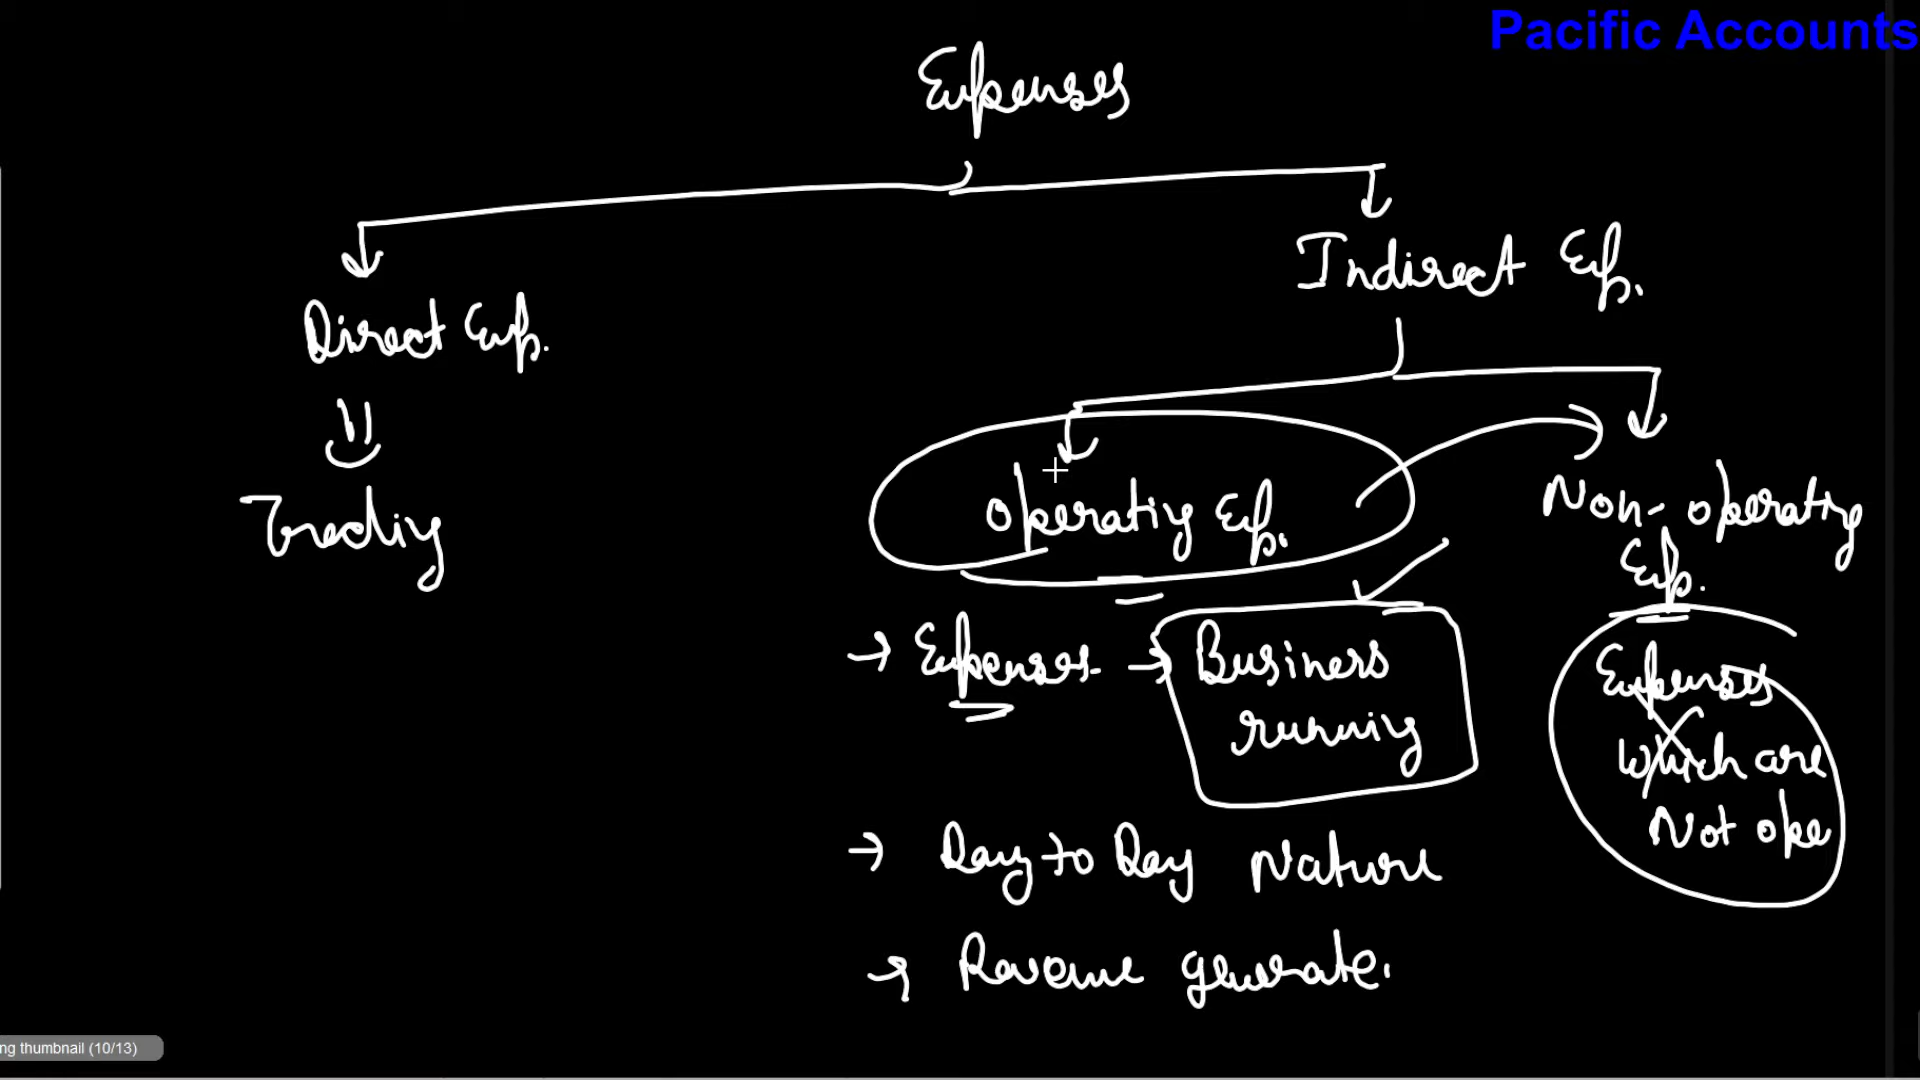 Pacific Accounts
Expenses
Direct Exp.
Indirect Exp.
Trading
Operating Exp.
Non-operating
Exp.
→ Expenses → Business
running
Expenses
which are
Not ope
→ Day to Day Nature
→ Revenue generate.
ng thumbnail (10/13)